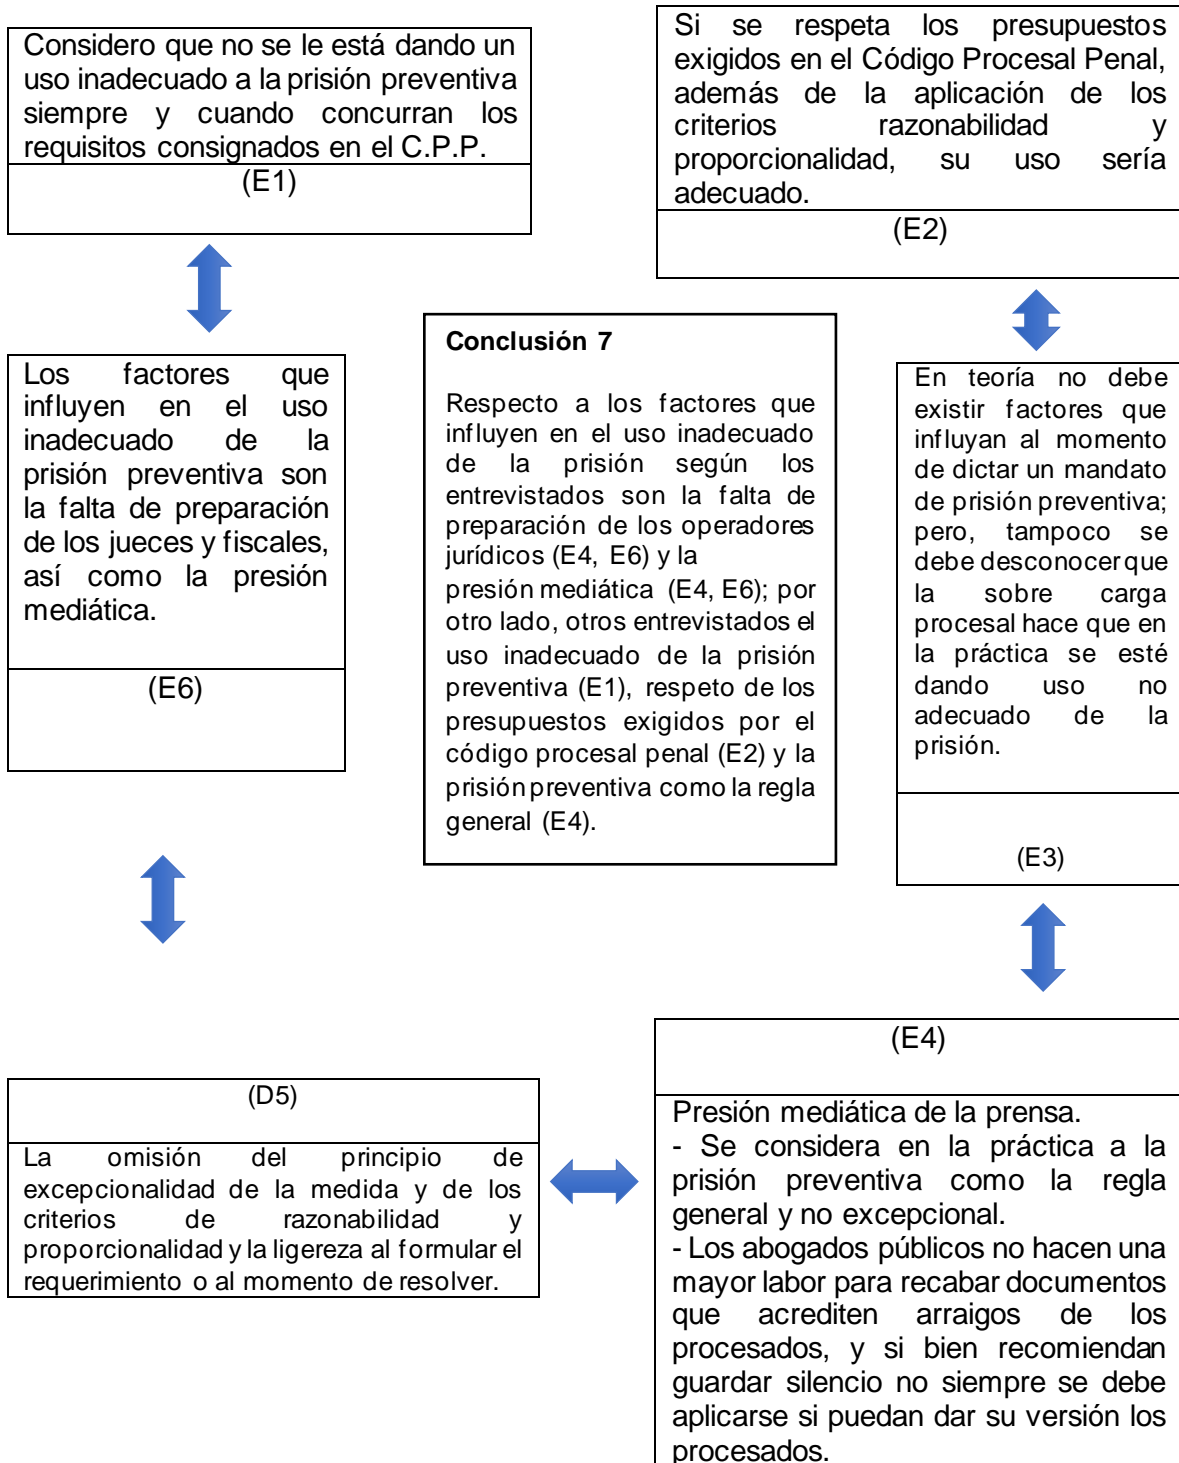 Considero que no se le está dando un
uso inadecuado a la prisión preventiva
siempre y cuando concurran los
requisitos consignados en el C.P.P.
(E1)
Si se respeta los presupuestos
exigidos en el Código Procesal Penal,
además de la aplicación de los
criterios razonabilidad y
proporcionalidad, su uso sería
adecuado.
(E2)
Los factores que
influyen en el uso
inadecuado de la
prisión preventiva son
la falta de preparación
de los jueces y fiscales,
así como la presión
mediática.
(E6)
Conclusión 7
Respecto a los factores que
influyen en el uso inadecuado
de la prisión según los
entrevistados son la falta de
preparación de los operadores
jurídicos (E4, E6) y la
presión mediática (E4, E6); por
otro lado, otros entrevistados el
uso inadecuado de la prisión
preventiva (E1), respeto de los
presupuestos exigidos por el
código procesal penal (E2) y la
prisión preventiva como la regla
general (E4).
En teoría no debe
existir factores que
influyan al momento
de dictar un mandato
de prisión preventiva;
pero, tampoco se
debe desconocer que
la sobre carga
procesal hace que en
la práctica se esté
dando uso no
adecuado de la
prisión.
(E3)
(D5)
La omisión del principio de
excepcionalidad de la medida y de los
criterios de razonabilidad y
proporcionalidad y la ligereza al formular el
requerimiento o al momento de resolver.
(E4)
Presión mediática de la prensa.
- Se considera en la práctica a la
prisión preventiva como la regla
general y no excepcional.
- Los abogados públicos no hacen una
mayor labor para recabar documentos
que acrediten arraigos de los
procesados, y si bien recomiendan
guardar silencio no siempre se debe
aplicarse si puedan dar su versión los
procesados.